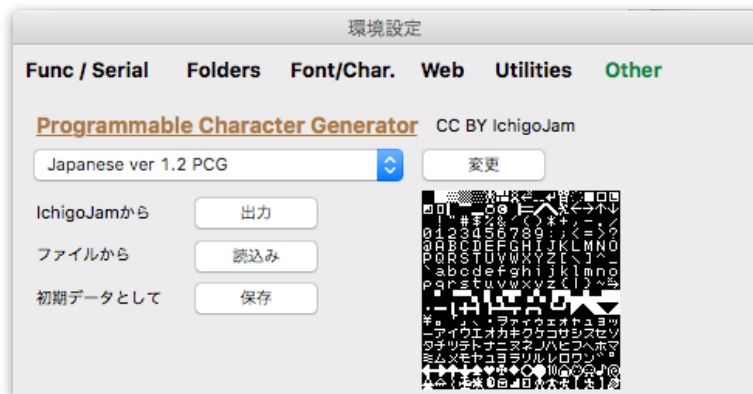 環境設定
Func / Serial Folders Font/Char. Web Utilities Other
Programmable Character Generator CC BY IchigoJam
Japanese ver 1.2 PCG 変更
IchigoJamから 出力
ファイルから 読込み
初期データとして 保存
!"#$%&'()*+,-./
0123456789:;<=>?
@ABCDEFGHIJKLMNO
PQRSTUVWXYZ[\]^_
`abcdefghijklmno
pqrstuvwxyz{|}~
ーアイウエオカキクケコサシスセソ
タチツテトナニヌネノハヒフヘホマ
ミムメモヤユヨラリルレロワン゛゜